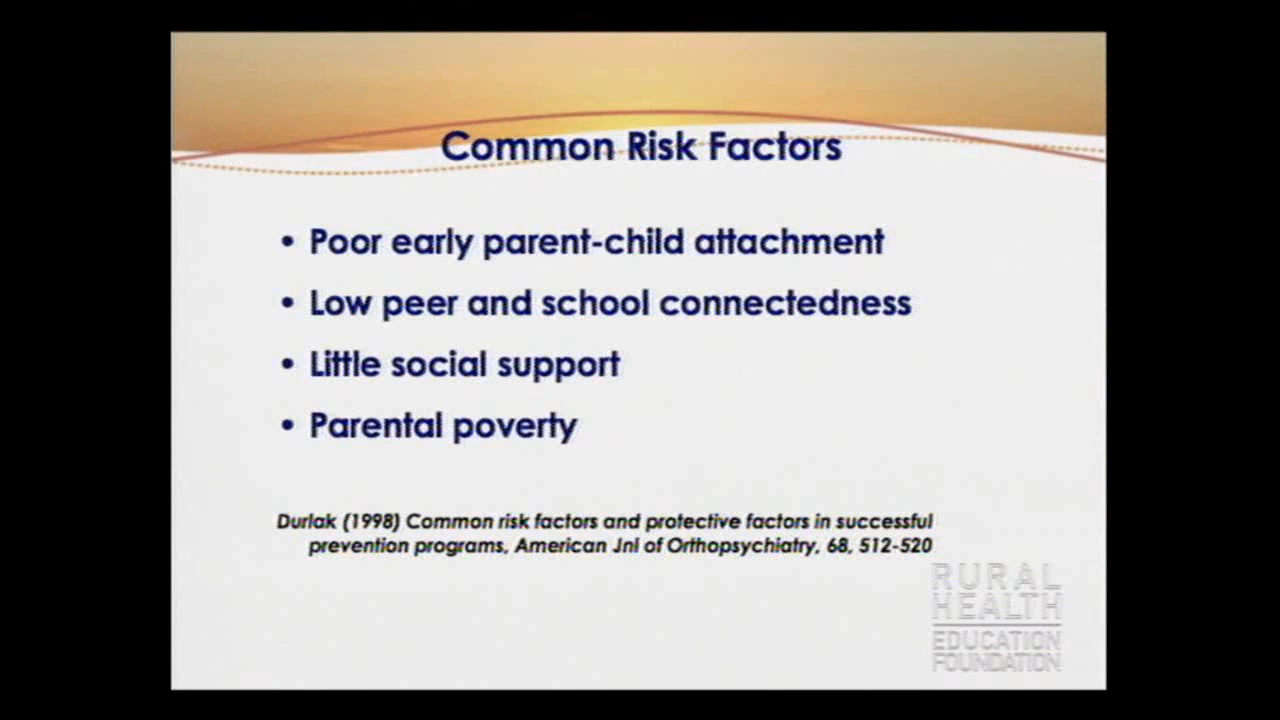 Common Risk Factors
• Poor early parent-child attachment
• Low peer and school connectedness
• Little social support
• Parental poverty
Durlak (1998) Common risk factors and protective factors in successful
prevention programs, American Jnl of Orthopsychiatry, 68, 512-520
RURAL
HEALTH
EDUCATION
FOUNDATION